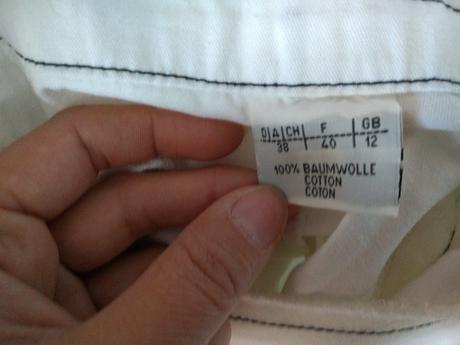 D|A|CH| F | GB
38 | 40 | 12
100% BAUMWOLLE
COTTON
COTON